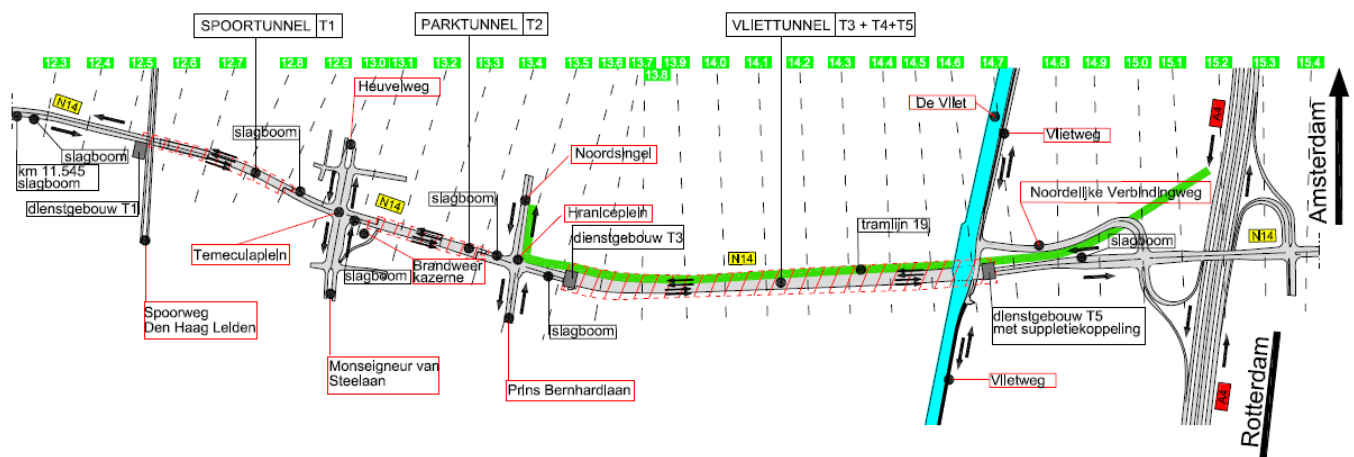 SPOORTUNNEL T1
PARKTUNNEL T2
VLIETTUNNEL T3 + T4+T5
12.3
12.4
12.5
12.6
12.7
12.8
12.9
13.0
13.1
13.2
13.3
13.4
13.5
13.6
13.7
13.8
13.9
14.0
14.1
14.2
14.3
14.4
14.5
14.6
14.7
14.8
14.9
15.0
15.1
15.2
15.3
15.4
N14
Heuvelweg
De Vliet
A4
Amsterdam
slagboom
Vlietweg
slagboom
Noordsingel
km 11.545
slagboom
Noordelijke Verbindingweg
dienstgebouw T1
N14
slagboom
Hraniceplein
tramlijn 19
slagboom
N14
dienstgebouw T3
Temeculaplein
slagboom
Brandweer
kazerne
N14
Spoorweg
Den Haag Leiden
slagboom
dienstgebouw T5
met suppletiekoppeling
Monseigneur van
Steelaan
Prins Bernhardlaan
Vlietweg
A4
Rotterdam